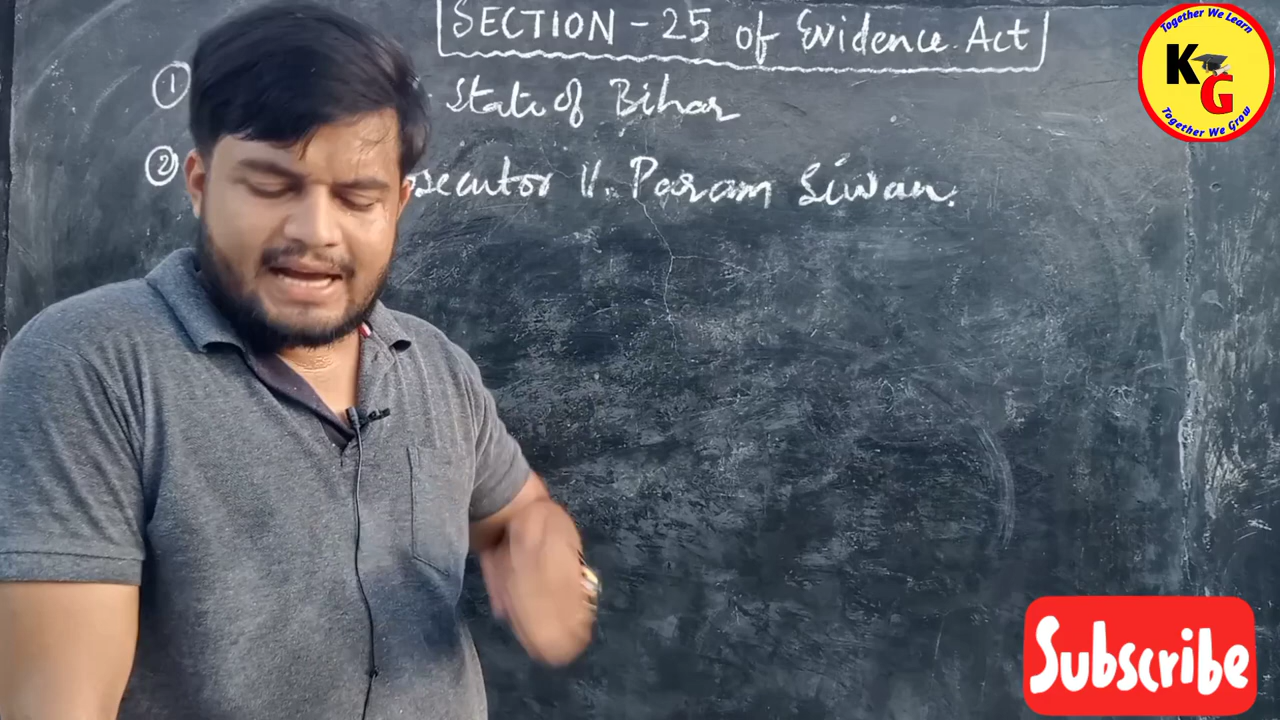 SECTION - 25 of Evidence Act
① State of Bihar
② osecutor V. Param Siwan.
Together We Learn
KG
Together We Grow
Subscribe